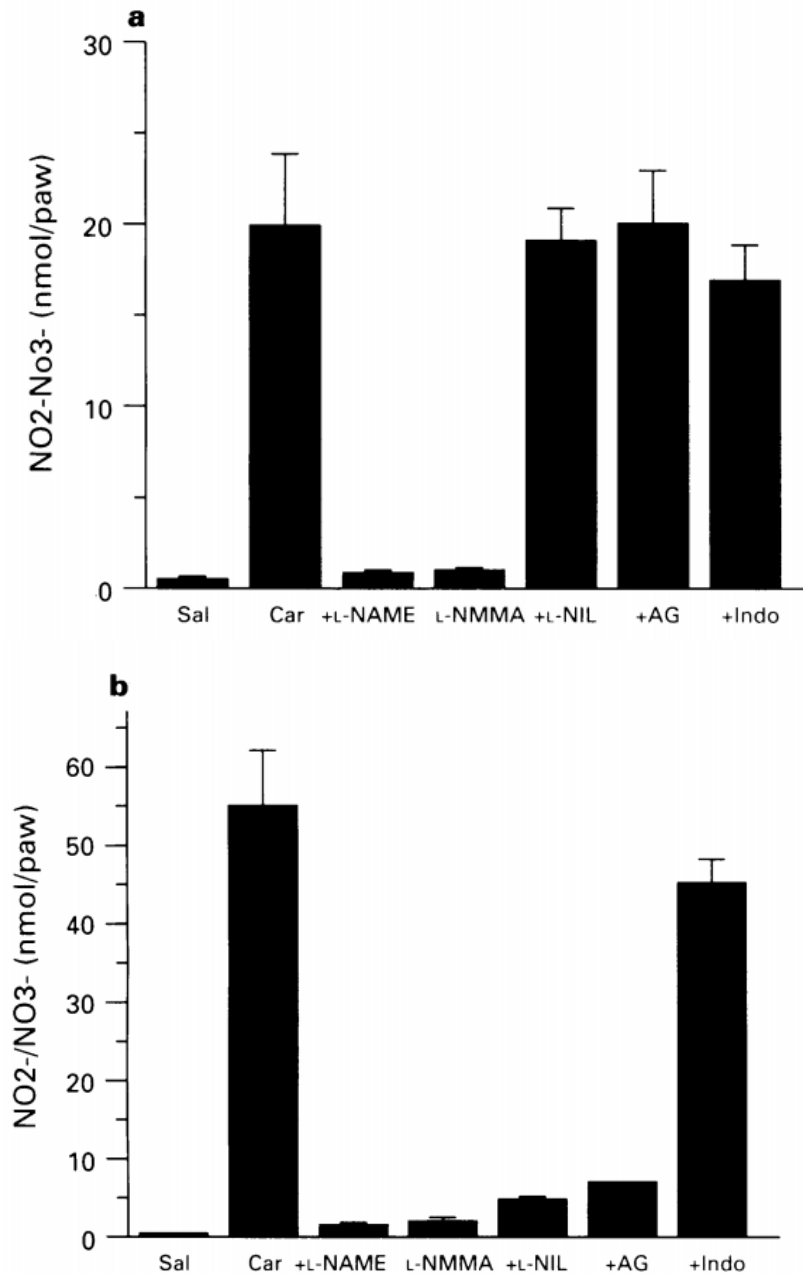 a
30
20
10
0
NO2-No3- (nmol/paw)
Sal Car +L-NAME L-NMMA +L-NIL +AG +Indo
b
60
50
40
30
20
10
0
NO2-/NO3- (nmol/paw)
Sal Car +L-NAME L-NMMA +L-NIL +AG +Indo